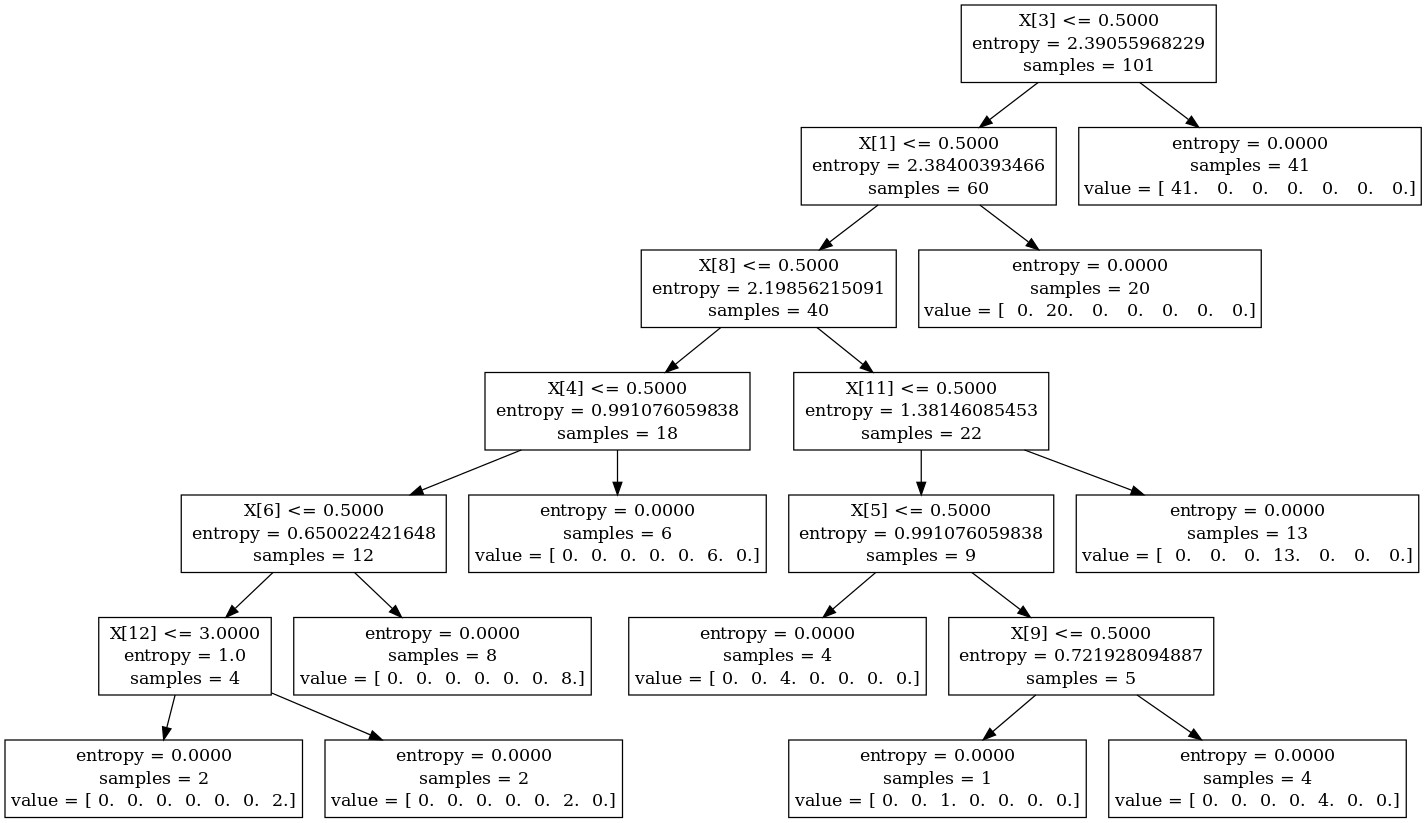 X[3] <= 0.5000
entropy = 2.39055968229
samples = 101
X[1] <= 0.5000
entropy = 2.38400393466
samples = 60
entropy = 0.0000
samples = 41
value = [ 41. 0. 0. 0. 0. 0. 0.]
X[8] <= 0.5000
entropy = 2.19856215091
samples = 40
entropy = 0.0000
samples = 20
value = [ 0. 20. 0. 0. 0. 0. 0.]
X[4] <= 0.5000
entropy = 0.991076059838
samples = 18
X[11] <= 0.5000
entropy = 1.38146085453
samples = 22
X[6] <= 0.5000
entropy = 0.650022421648
samples = 12
entropy = 0.0000
samples = 6
value = [ 0. 0. 0. 0. 0. 6. 0.]
X[5] <= 0.5000
entropy = 0.991076059838
samples = 9
entropy = 0.0000
samples = 13
value = [ 0. 0. 0. 13. 0. 0. 0.]
X[12] <= 3.0000
entropy = 1.0
samples = 4
entropy = 0.0000
samples = 8
value = [ 0. 0. 0. 0. 0. 0. 8.]
entropy = 0.0000
samples = 4
value = [ 0. 0. 4. 0. 0. 0. 0.]
X[9] <= 0.5000
entropy = 0.721928094887
samples = 5
entropy = 0.0000
samples = 2
value = [ 0. 0. 0. 0. 0. 0. 2.]
entropy = 0.0000
samples = 2
value = [ 0. 0. 0. 0. 0. 2. 0.]
entropy = 0.0000
samples = 1
value = [ 0. 0. 1. 0. 0. 0. 0.]
entropy = 0.0000
samples = 4
value = [ 0. 0. 0. 0. 4. 0. 0.]